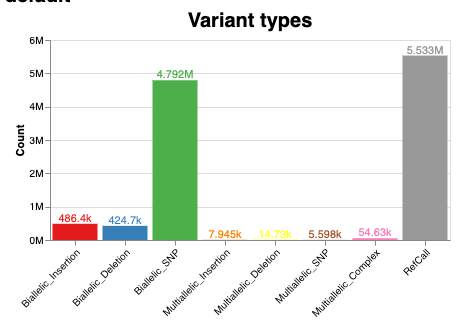 default
Variant types
6M
5M
4M
3M
2M
1M
0M
Count
486.4k
424.7k
4.792M
7.945k
14.73k
5.598k
54.63k
5.533M
Biallelic_Insertion
Biallelic_Deletion
Biallelic_SNP
Multiallelic_Insertion
Multiallelic_Deletion
Multiallelic_SNP
Multiallelic_Complex
RefCall